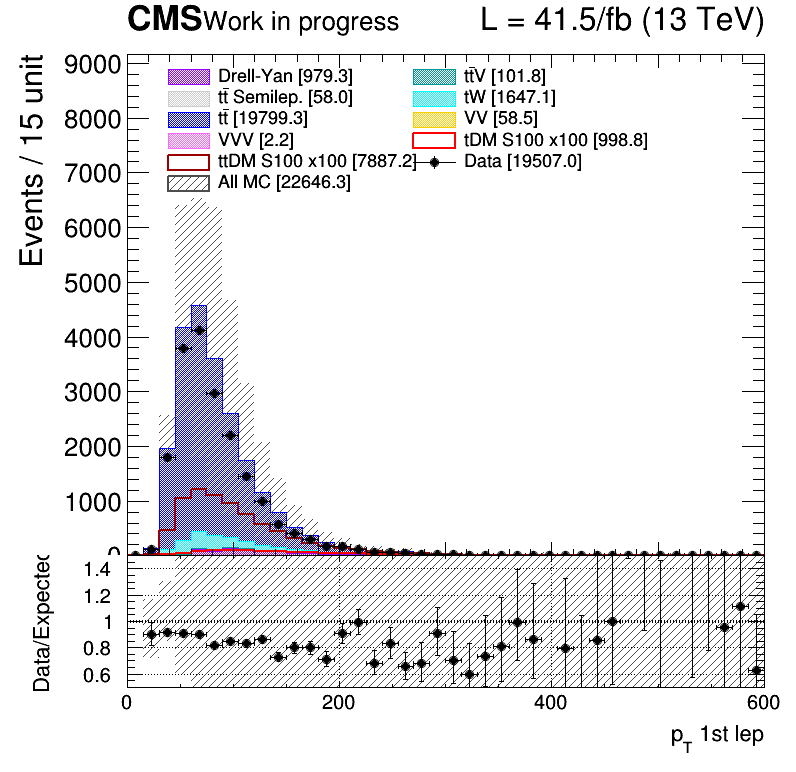 CMS Work in progress L = 41.5/fb (13 TeV)
Events / 15 unit
9000
8000
7000
6000
5000
4000
3000
2000
1000
0
Drell-Yan [979.3] tt̄V [101.8]
tt̄ Semilep. [58.0] tW [1647.1]
tt̄ [19799.3] VV [58.5]
VVV [2.2] tDM S100 x100 [998.8]
ttDM S100 x100 [7887.2] Data [19507.0]
All MC [22646.3]
Data/Expected
1.4
1.2
1
0.8
0.6
0 200 400 600
p_T 1st lep